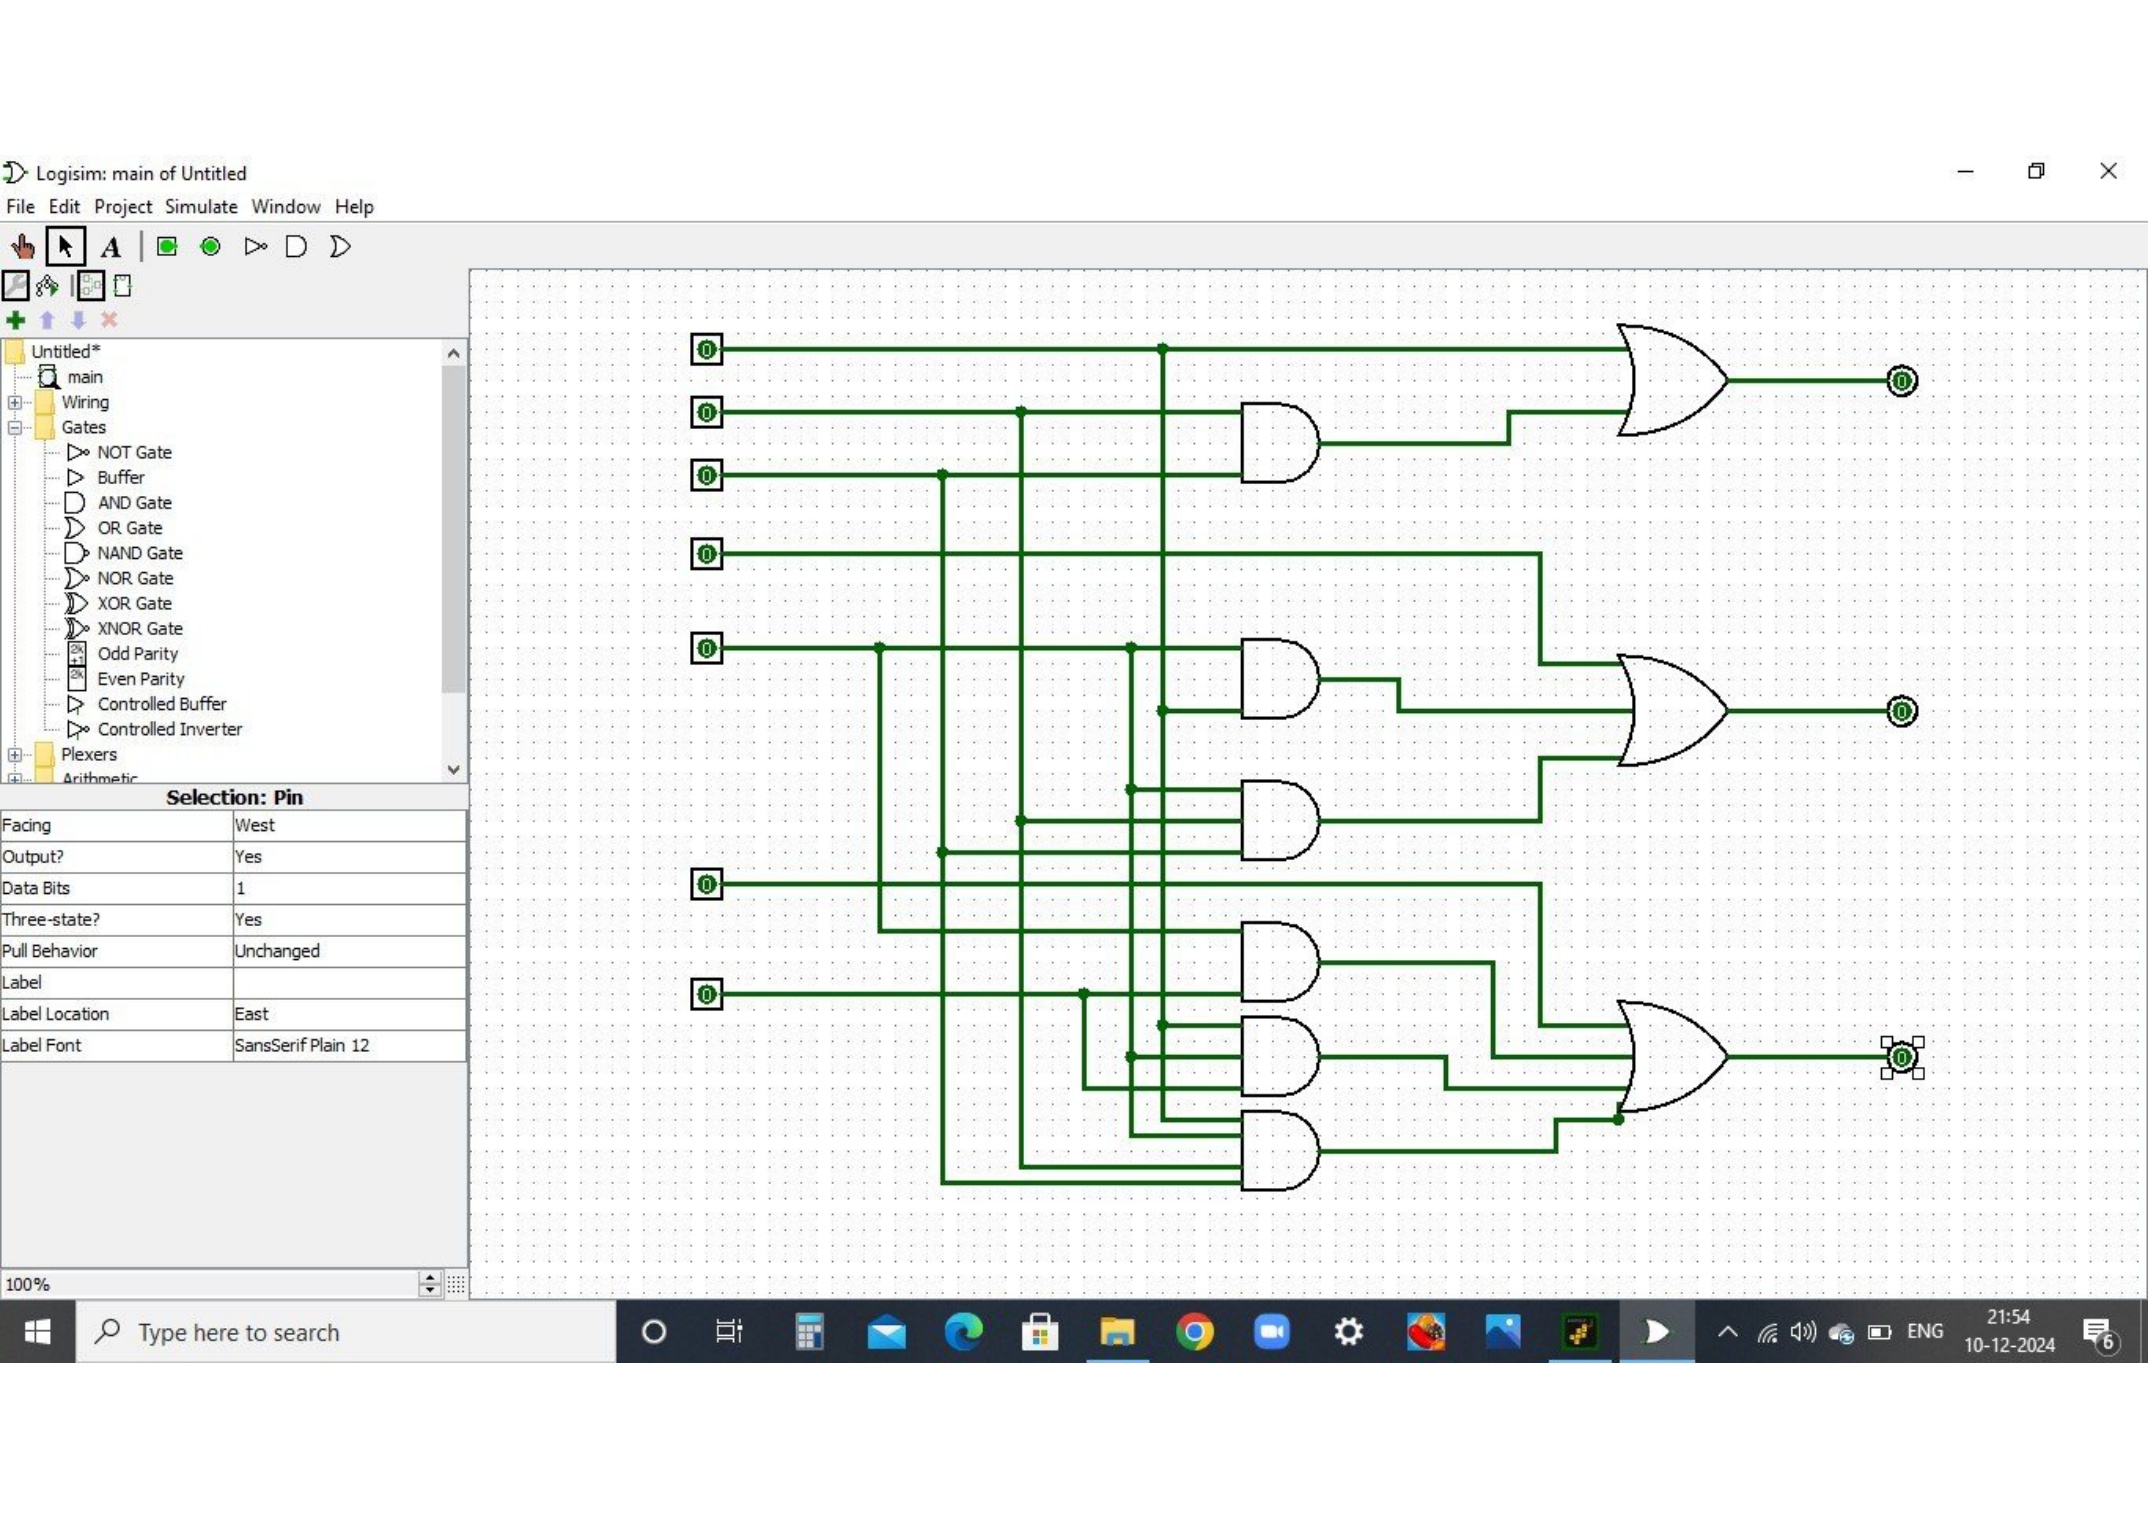 Logisim: main of Untitled
File Edit Project Simulate Window Help
A
Untitled*
main
Wiring
Gates
NOT Gate
Buffer
AND Gate
OR Gate
NAND Gate
NOR Gate
XOR Gate
XNOR Gate
2k+1 Odd Parity
2k Even Parity
Controlled Buffer
Controlled Inverter
Plexers
Arithmetic
Selection: Pin
Facing West
Output? Yes
Data Bits 1
Three-state? Yes
Pull Behavior Unchanged
Label
Label Location East
Label Font SansSerif Plain 12
100%
0
0
0
0
0
0
0
0
0
0
Type here to search
ENG
21:54
10-12-2024
6